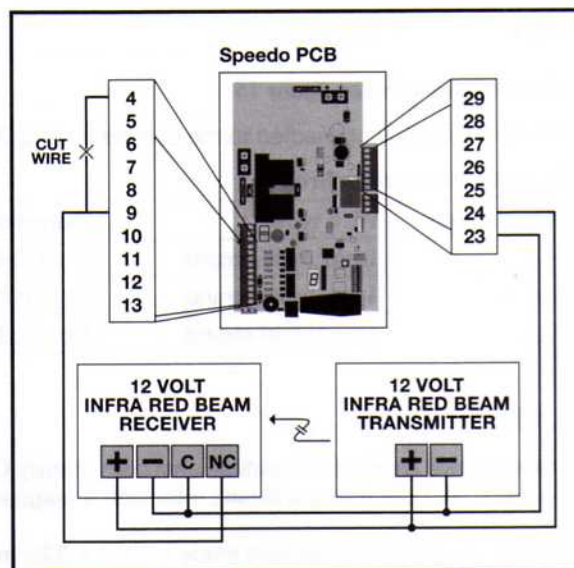 Speedo PCB
4
5
6
7
8
9
10
11
12
13
CUT
WIRE
29
28
27
26
25
24
23
12 VOLT
INFRA RED BEAM
RECEIVER
+ − C NC
12 VOLT
INFRA RED BEAM
TRANSMITTER
+ −